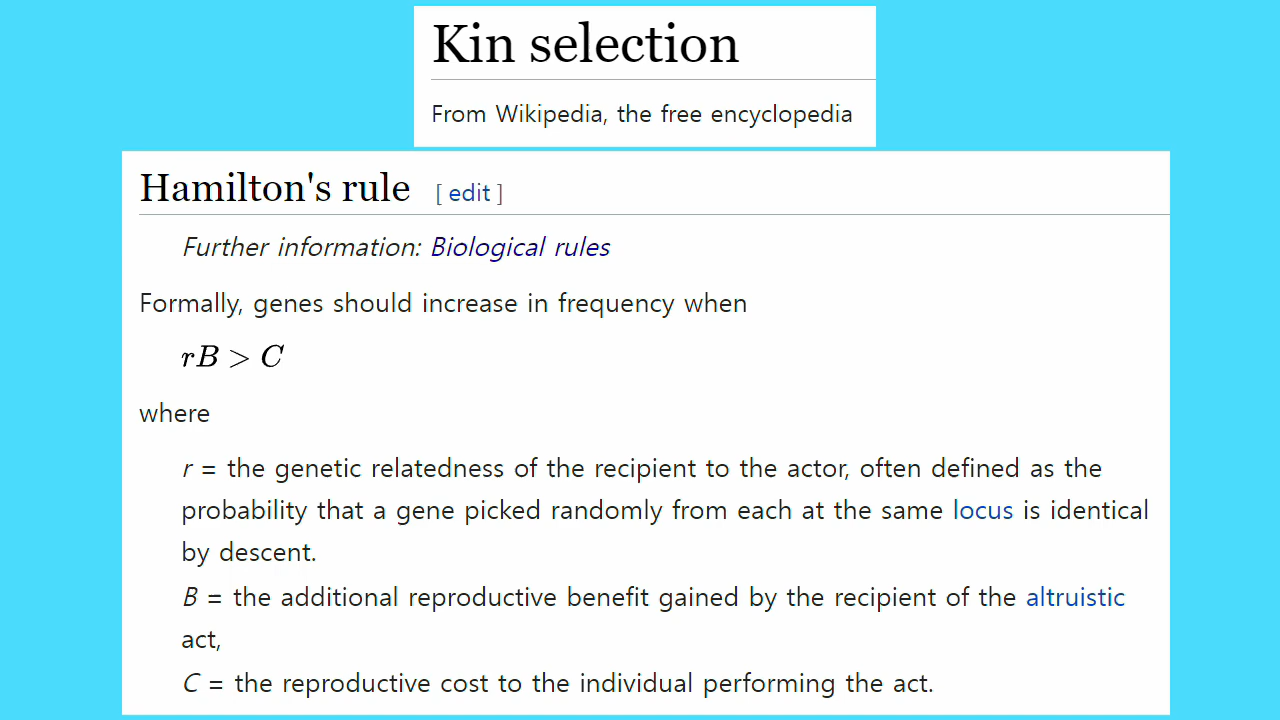 Kin selection
From Wikipedia, the free encyclopedia
Hamilton's rule [ edit ]
Further information: Biological rules
Formally, genes should increase in frequency when
rB > C
where
r = the genetic relatedness of the recipient to the actor, often defined as the
probability that a gene picked randomly from each at the same locus is identical
by descent.
B = the additional reproductive benefit gained by the recipient of the altruistic
act,
C = the reproductive cost to the individual performing the act.